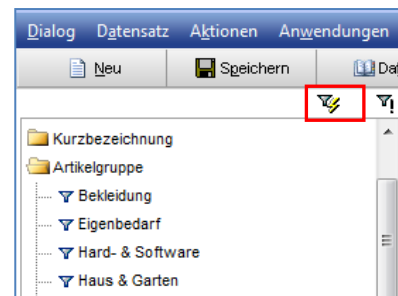 Dialog Datensatz Aktionen Anwendungen
Neu Speichern Da
Kurzbezeichnung
Artikelgruppe
Bekleidung
Eigenbedarf
Hard- & Software
Haus & Garten